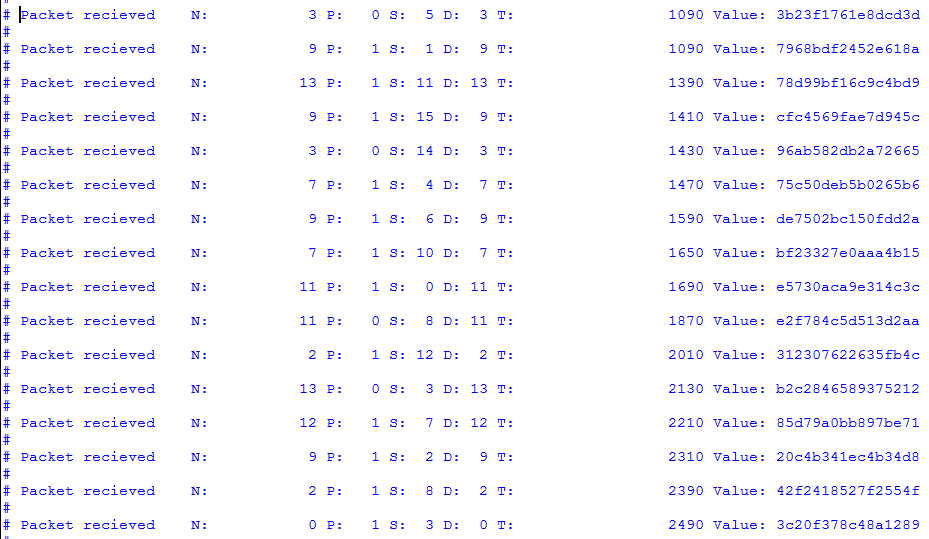 # Packet recieved    N:           3 P:   0 S:  5 D:  3 T:                 1090 Value: 3b23f1761e8dcd3d
#
# Packet recieved    N:           9 P:   1 S:  1 D:  9 T:                 1090 Value: 7968bdf2452e618a
#
# Packet recieved    N:          13 P:   1 S: 11 D: 13 T:                 1390 Value: 78d99bf16c9c4bd9
#
# Packet recieved    N:           9 P:   1 S: 15 D:  9 T:                 1410 Value: cfc4569fae7d945c
#
# Packet recieved    N:           3 P:   0 S: 14 D:  3 T:                 1430 Value: 96ab582db2a72665
#
# Packet recieved    N:           7 P:   1 S:  4 D:  7 T:                 1470 Value: 75c50deb5b0265b6
#
# Packet recieved    N:           9 P:   1 S:  6 D:  9 T:                 1590 Value: de7502bc150fdd2a
#
# Packet recieved    N:           7 P:   1 S: 10 D:  7 T:                 1650 Value: bf23327e0aaa4b15
#
# Packet recieved    N:          11 P:   1 S:  0 D: 11 T:                 1690 Value: e5730aca9e314c3c
#
# Packet recieved    N:          11 P:   0 S:  8 D: 11 T:                 1870 Value: e2f784c5d513d2aa
#
# Packet recieved    N:           2 P:   1 S: 12 D:  2 T:                 2010 Value: 312307622635fb4c
#
# Packet recieved    N:          13 P:   0 S:  3 D: 13 T:                 2130 Value: b2c2846589375212
#
# Packet recieved    N:          12 P:   1 S:  7 D: 12 T:                 2210 Value: 85d79a0bb897be71
#
# Packet recieved    N:           9 P:   1 S:  2 D:  9 T:                 2310 Value: 20c4b341ec4b34d8
#
# Packet recieved    N:           2 P:   1 S:  8 D:  2 T:                 2390 Value: 42f2418527f2554f
#
# Packet recieved    N:           0 P:   1 S:  3 D:  0 T:                 2490 Value: 3c20f378c48a1289